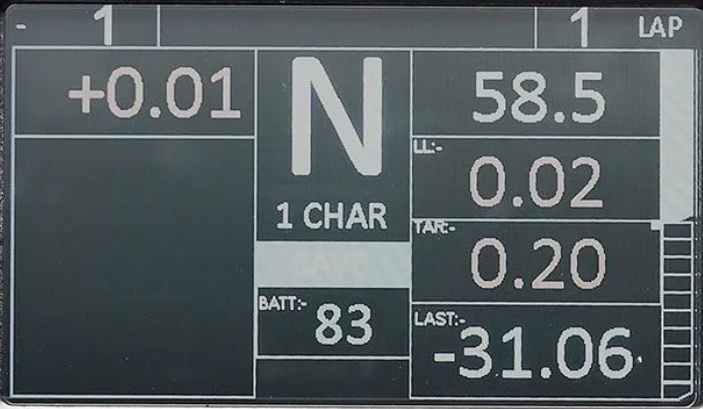 - 1 1 LAP
+0.01
N
1 CHAR
BATT:-
83
58.5
LL:-
0.02
TAR:-
0.20
LAST:-
-31.06